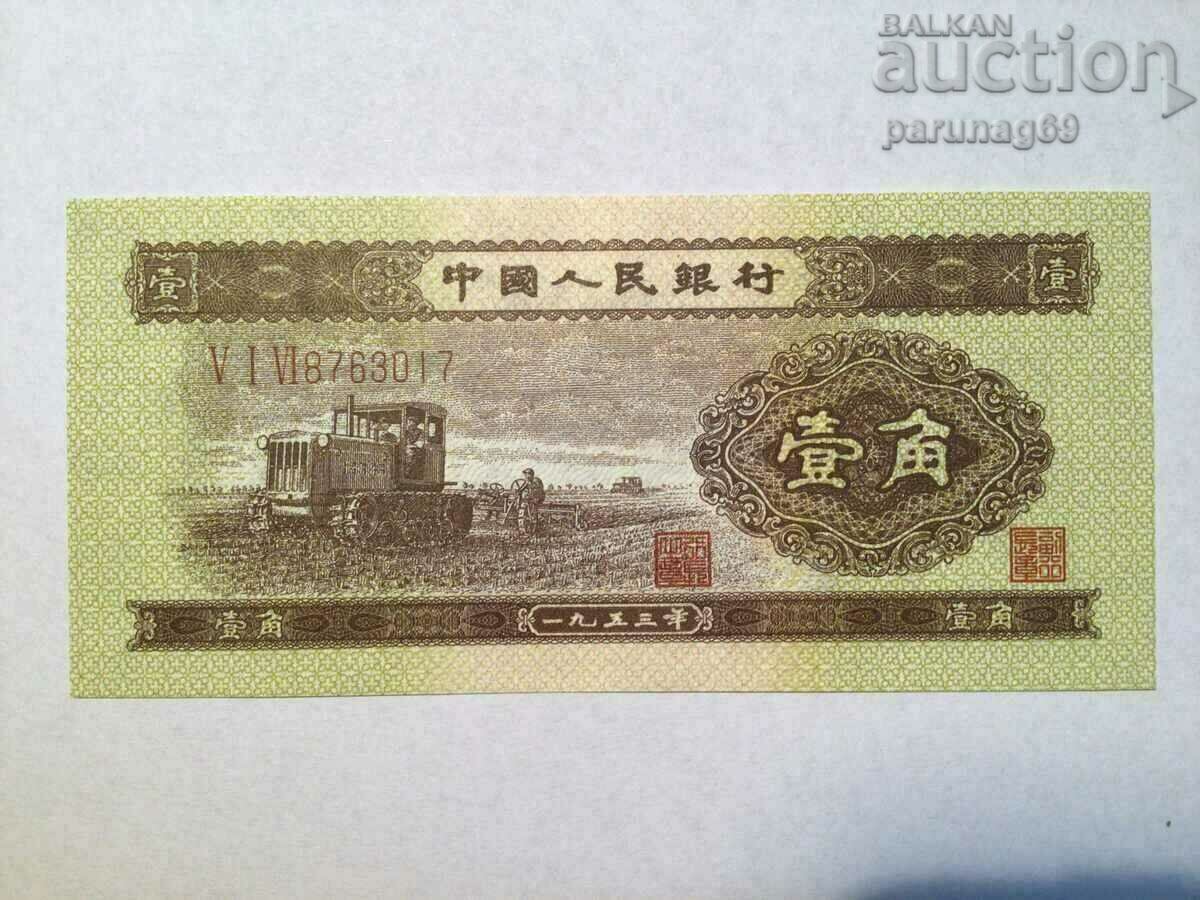 BALKAN
auction
parunag69
壹 中國人民銀行 壹
Ⅴ Ⅰ Ⅵ 8763017
壹角
壹角 一九五三年 壹角